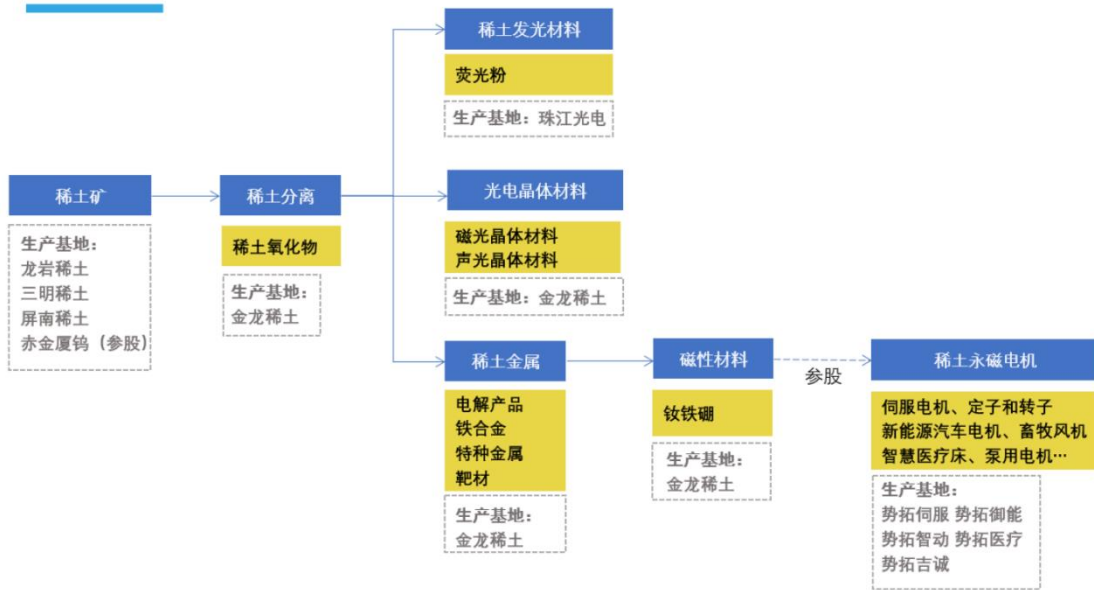 稀土矿
生产基地：
龙岩稀土
三明稀土
屏南稀土
赤金厦钨（参股）
稀土分离
稀土氧化物
生产基地：
金龙稀土
稀土发光材料
荧光粉
生产基地：珠江光电
光电晶体材料
磁光晶体材料
声光晶体材料
生产基地：金龙稀土
稀土金属
电解产品
铁合金
特种金属
靶材
生产基地：
金龙稀土
磁性材料
钕铁硼
生产基地：
金龙稀土
参股
稀土永磁电机
伺服电机、定子和转子
新能源汽车电机、畜牧风机
智慧医疗床、泵用电机…
生产基地：
势拓伺服 势拓御能
势拓智动 势拓医疗
势拓吉诚